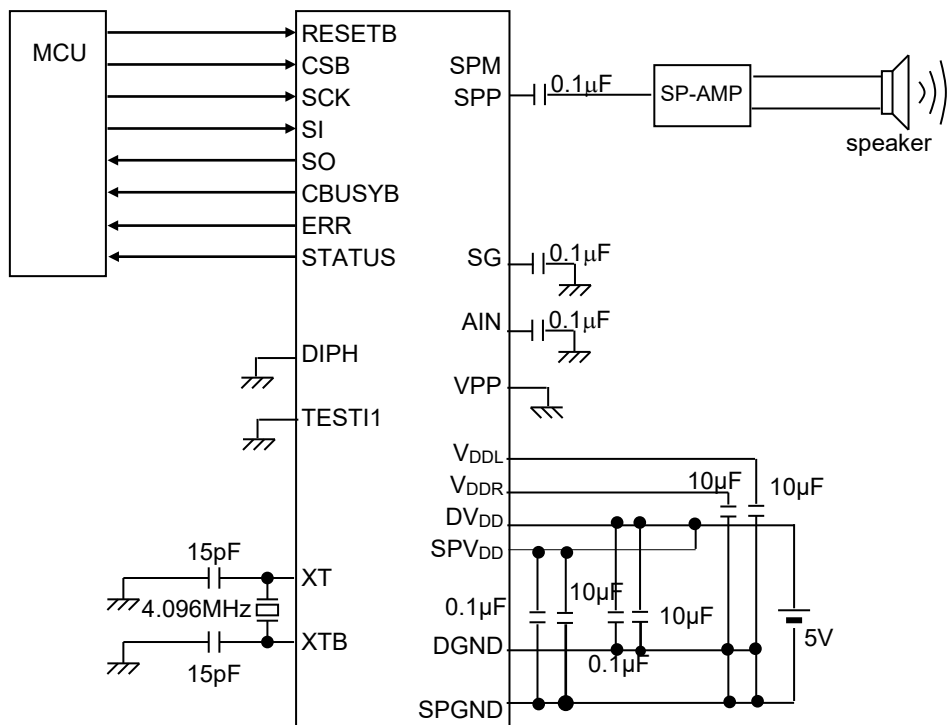 MCU
RESETB
CSB
SCK
SI
SO
CBUSYB
ERR
STATUS
DIPH
TESTI1
15pF
XT
4.096MHz
XTB
15pF
SPM
SPP
0.1μF
SP-AMP
speaker
SG
0.1μF
AIN
0.1μF
VPP
VDDL
VDDR
10μF
10μF
DVDD
SPVDD
0.1μF
10μF
10μF
DGND
0.1μF
5V
SPGND